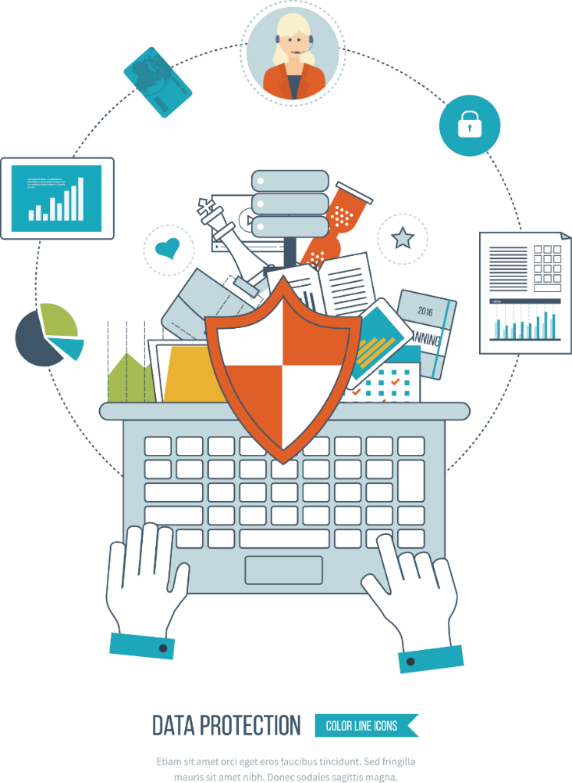 2016
ANNING
DATA PROTECTION
COLOR LINE ICONS
Etiam sit amet orci eget eros faucibus tincidunt. Sed fringilla
mauris sit amet nibh. Donec sodales sagittis magna.